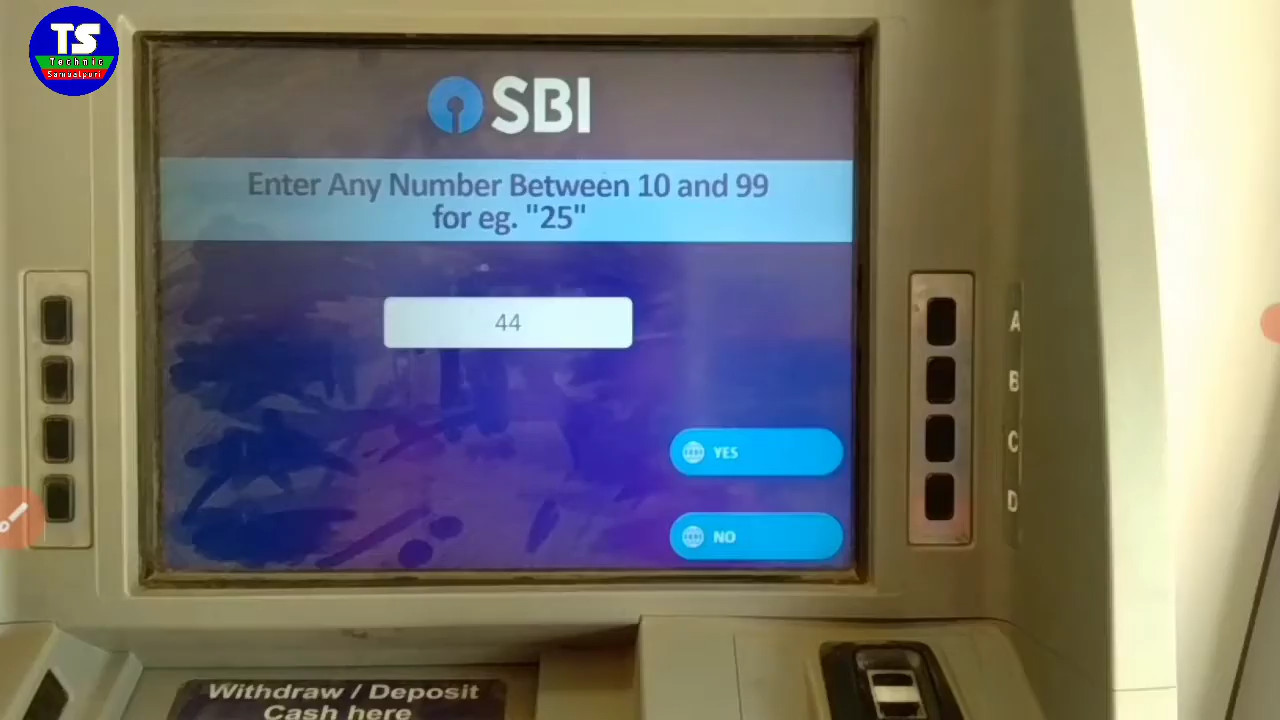 TS
Technic
Sambalpuri
SBI
Enter Any Number Between 10 and 99
for eg. "25"
44
YES
NO
A
B
C
D
Withdraw / Deposit
Cash here